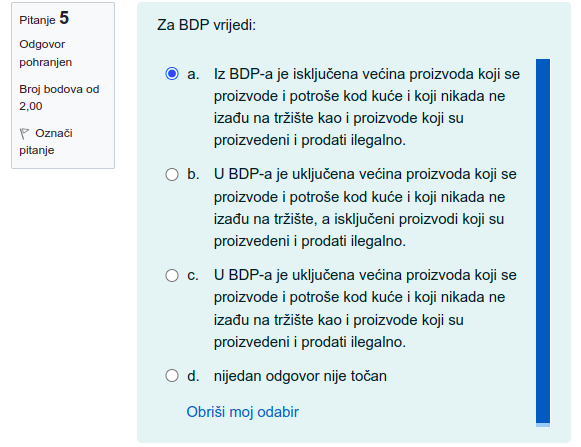 Pitanje 5
Odgovor
pohranjen
Broj bodova od
2,00
Označi
pitanje
Za BDP vrijedi:
a. Iz BDP-a je isključena većina proizvoda koji se
proizvode i potroše kod kuće i koji nikada ne
izađu na tržište kao i proizvode koji su
proizvedeni i prodati ilegalno.
b. U BDP-a je uključena većina proizvoda koji se
proizvode i potroše kod kuće i koji nikada ne
izađu na tržište, a isključeni proizvodi koji su
proizvedeni i prodati ilegalno.
c. U BDP-a je uključena većina proizvoda koji se
proizvode i potroše kod kuće i koji nikada ne
izađu na tržište kao i proizvode koji su
proizvedeni i prodati ilegalno.
d. nijedan odgovor nije točan
Obriši moj odabir